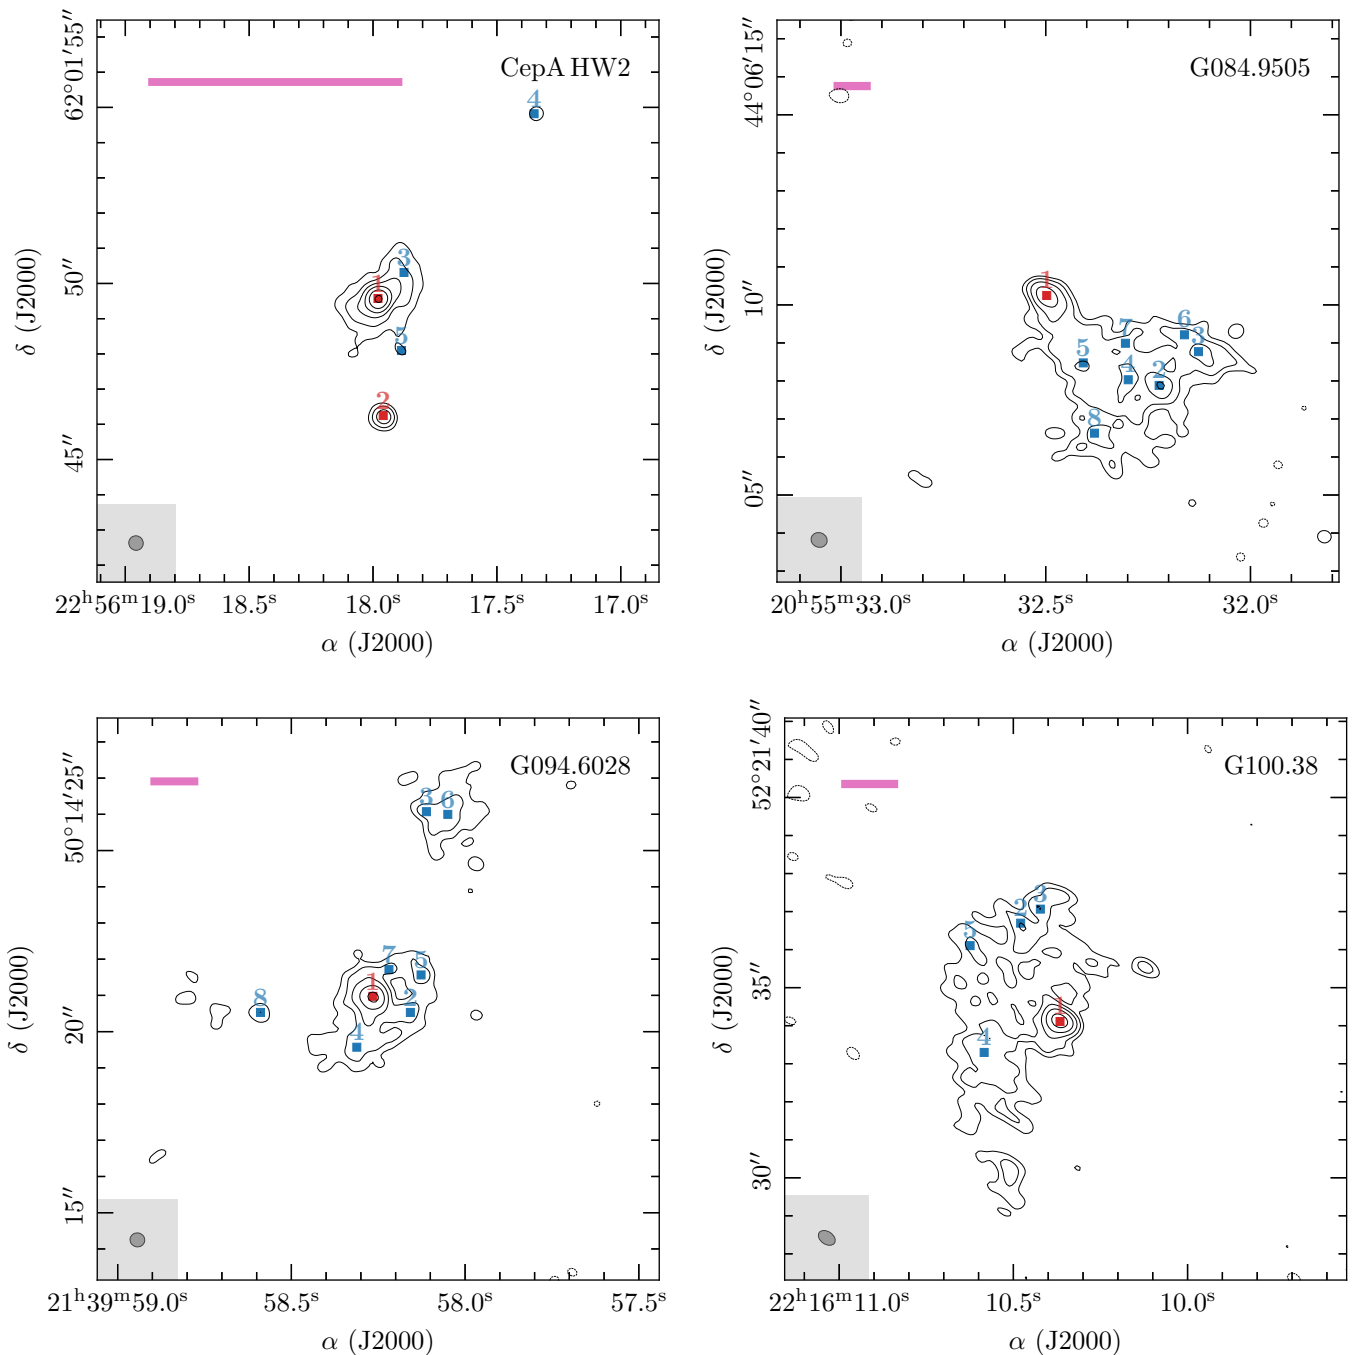 CepA HW2
62°01′55″
50″
45″
δ (J2000)
4
3
1
5
2
22ʰ56ᵐ19.0ˢ 18.5ˢ 18.0ˢ 17.5ˢ 17.0ˢ
α (J2000)
G084.9505
44°06′15″
10″
05″
δ (J2000)
1
6
7
3
5
4
2
8
20ʰ55ᵐ33.0ˢ 32.5ˢ 32.0ˢ
α (J2000)
G094.6028
50°14′25″
20″
15″
δ (J2000)
3
6
7
5
1
2
8
4
21ʰ39ᵐ59.0ˢ 58.5ˢ 58.0ˢ 57.5ˢ
α (J2000)
G100.38
52°21′40″
35″
30″
δ (J2000)
3
2
5
1
4
22ʰ16ᵐ11.0ˢ 10.5ˢ 10.0ˢ
α (J2000)